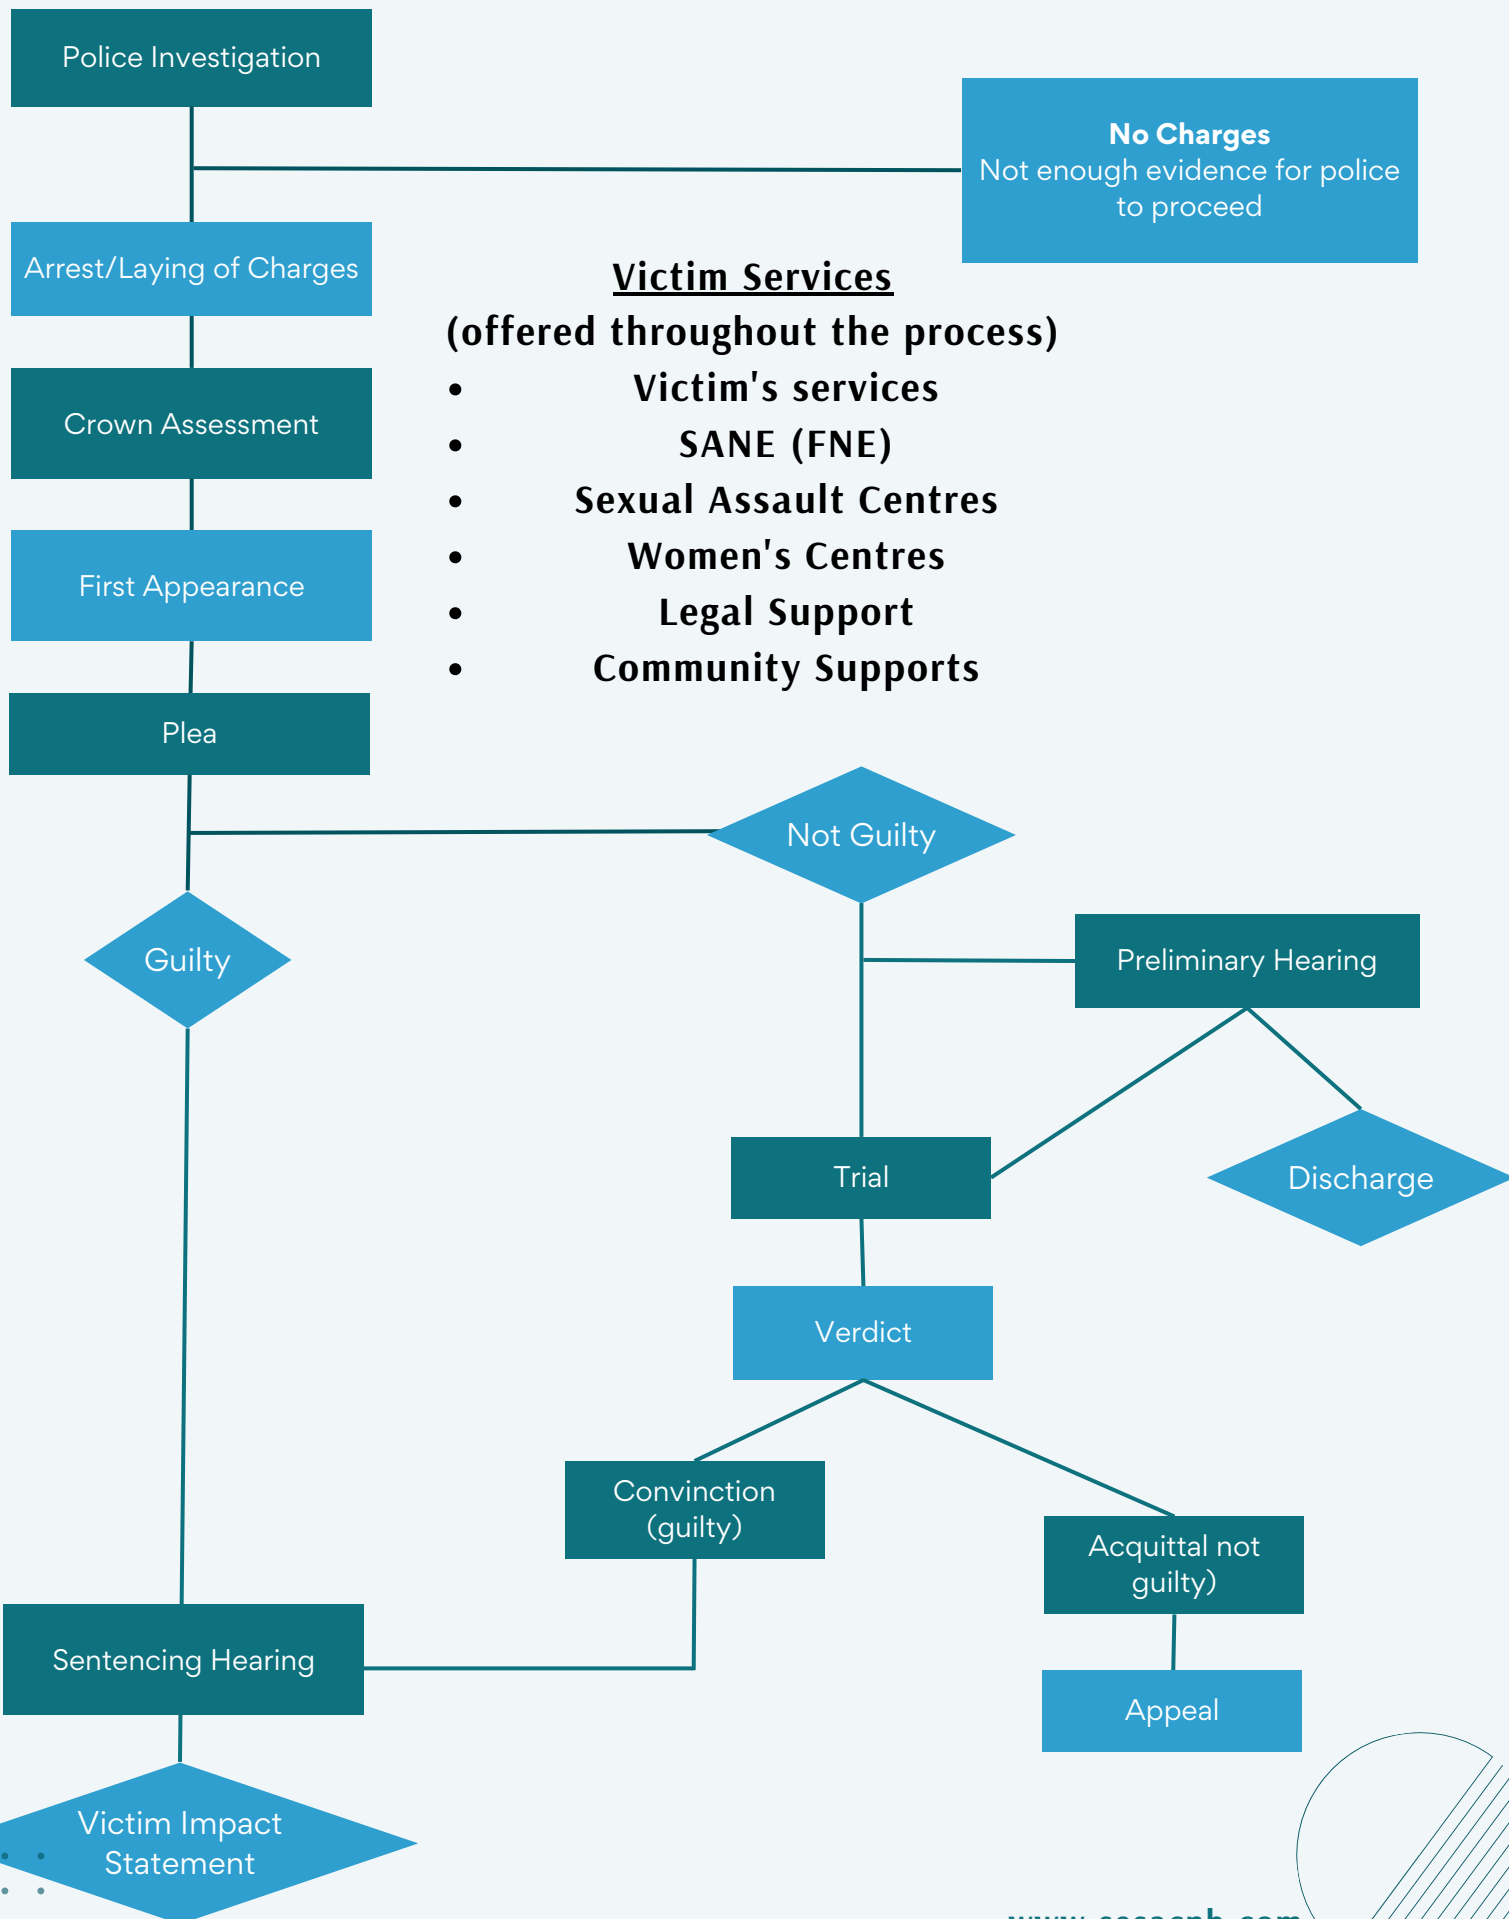 Police Investigation
No Charges
Not enough evidence for police
to proceed
Arrest/Laying of Charges
Victim Services
(offered throughout the process)
• Victim's services
• SANE (FNE)
• Sexual Assault Centres
• Women's Centres
• Legal Support
• Community Supports
Crown Assessment
First Appearance
Plea
Not Guilty
Guilty
Preliminary Hearing
Trial
Discharge
Verdict
Convinction
(guilty)
Acquittal not
guilty)
Sentencing Hearing
Appeal
Victim Impact
Statement